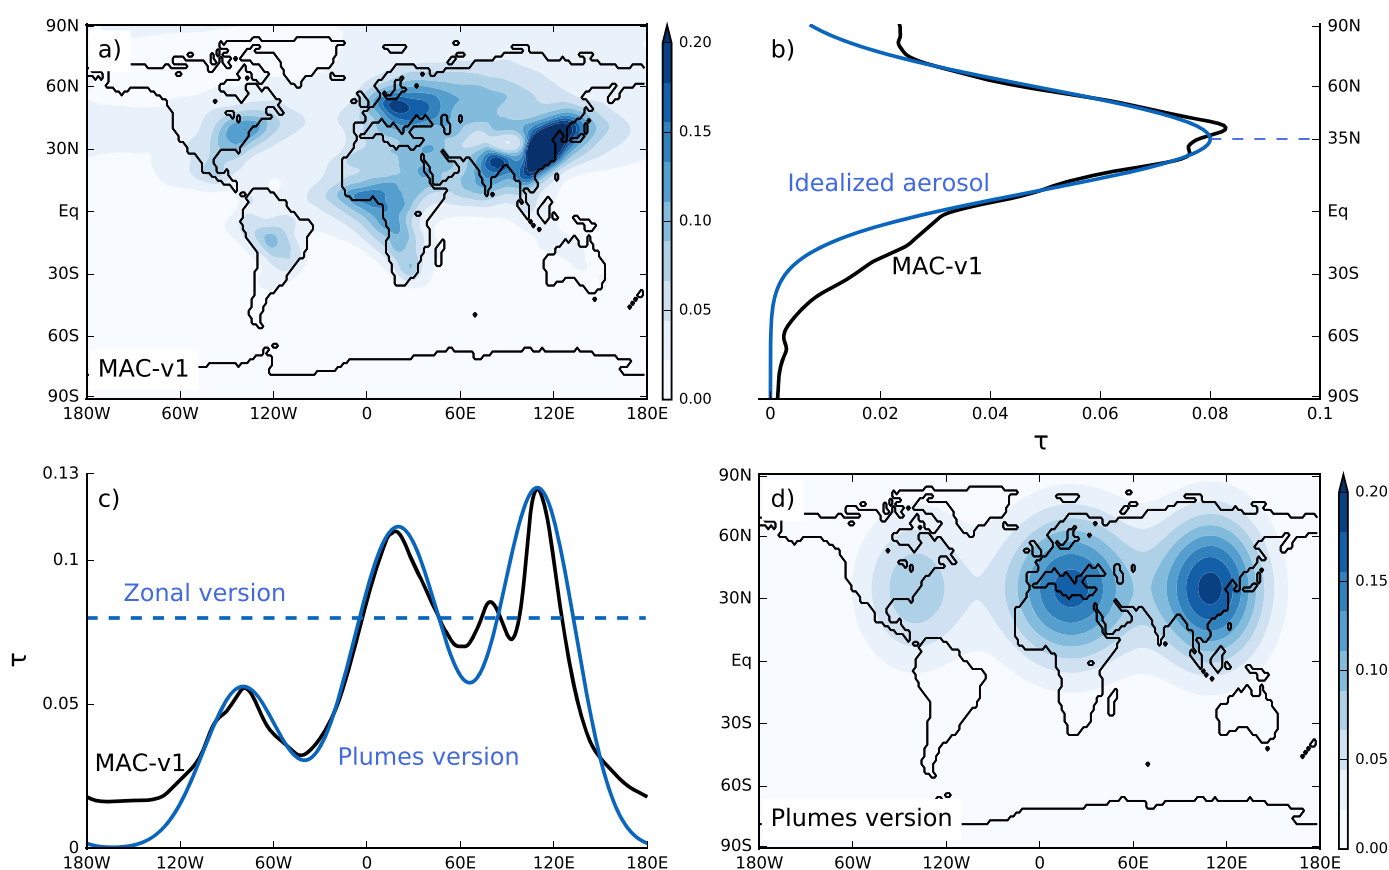 90N
60N
30N
Eq
30S
60S
90S
a)
MAC-v1
180W 60W 120W 0 60E 120E 180E
0.20
0.15
0.10
0.05
0.00
b)
Idealized aerosol
MAC-v1
90N
60N
35N
Eq
30S
60S
90S
0 0.02 0.04 0.06 0.08 0.1
τ
0.13
0.1
0.05
0
τ
c)
Zonal version
MAC-v1
Plumes version
180W 120W 60W 0 60E 120E 180E
90N
60N
30N
Eq
30S
60S
90S
d)
Plumes version
180W 60W 120W 0 60E 120E 180E
0.20
0.15
0.10
0.05
0.00